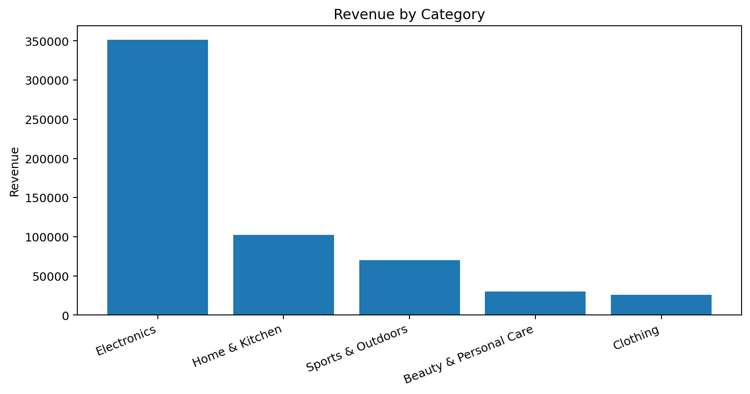 Revenue by Category
Revenue
350000
300000
250000
200000
150000
100000
50000
0
Electronics
Home & Kitchen
Sports & Outdoors
Beauty & Personal Care
Clothing